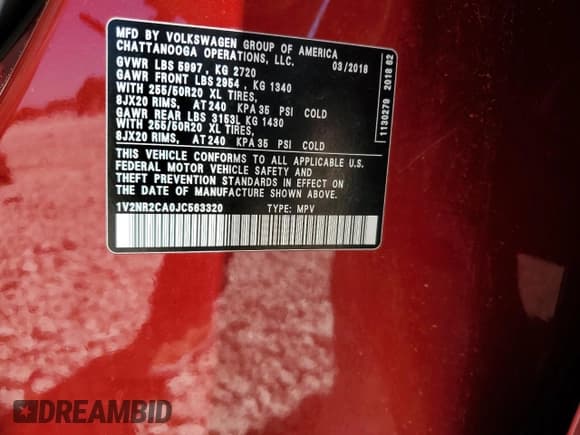 MFD BY VOLKSWAGEN GROUP OF AMERICA
CHATTANOOGA OPERATIONS, LLC. 03/2018
GVWR LBS 5997 , KG 2720
GAWR FRONT LBS 2954 , KG 1340
WITH 255/50R20 XL TIRES,
8JX20 RIMS, AT 240 KPA 35 PSI COLD
GAWR REAR LBS 3153L KG 1430
WITH 255/50R20 XL TIRES,
8JX20 RIMS, AT 240 KPA 35 PSI COLD
THIS VEHICLE CONFORMS TO ALL APPLICABLE U.S.
FEDERAL MOTOR VEHICLE SAFETY AND
THEFT PREVENTION STANDARDS IN EFFECT ON
THE DATE OF MANUFACTURE SHOWN ABOVE.
1V2NR2CA0JC563320 TYPE: MPV
1130279 2018 62
DREAMBID